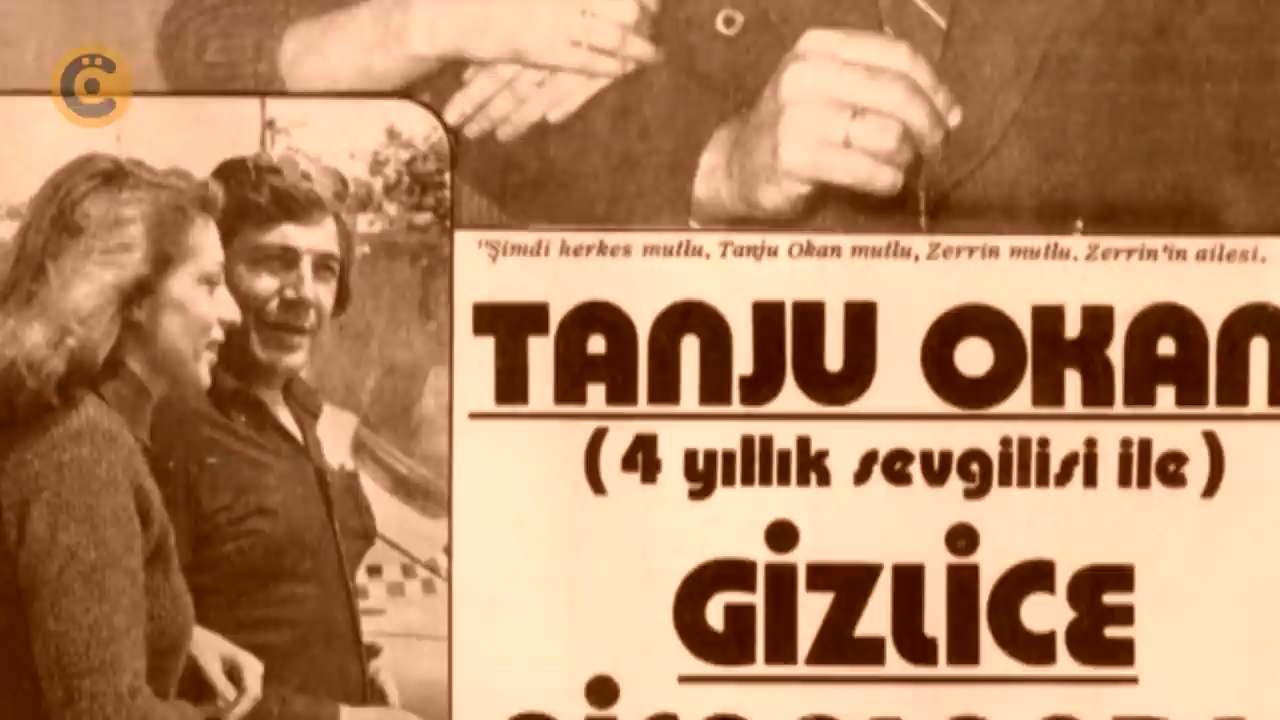 "Şimdi herkes mutlu, Tanju Okan mutlu, Zerrin mutlu. Zerrin'in ailesi.
TANJU OKAN
(4 yıllık sevgilisi ile)
GİZLİCE